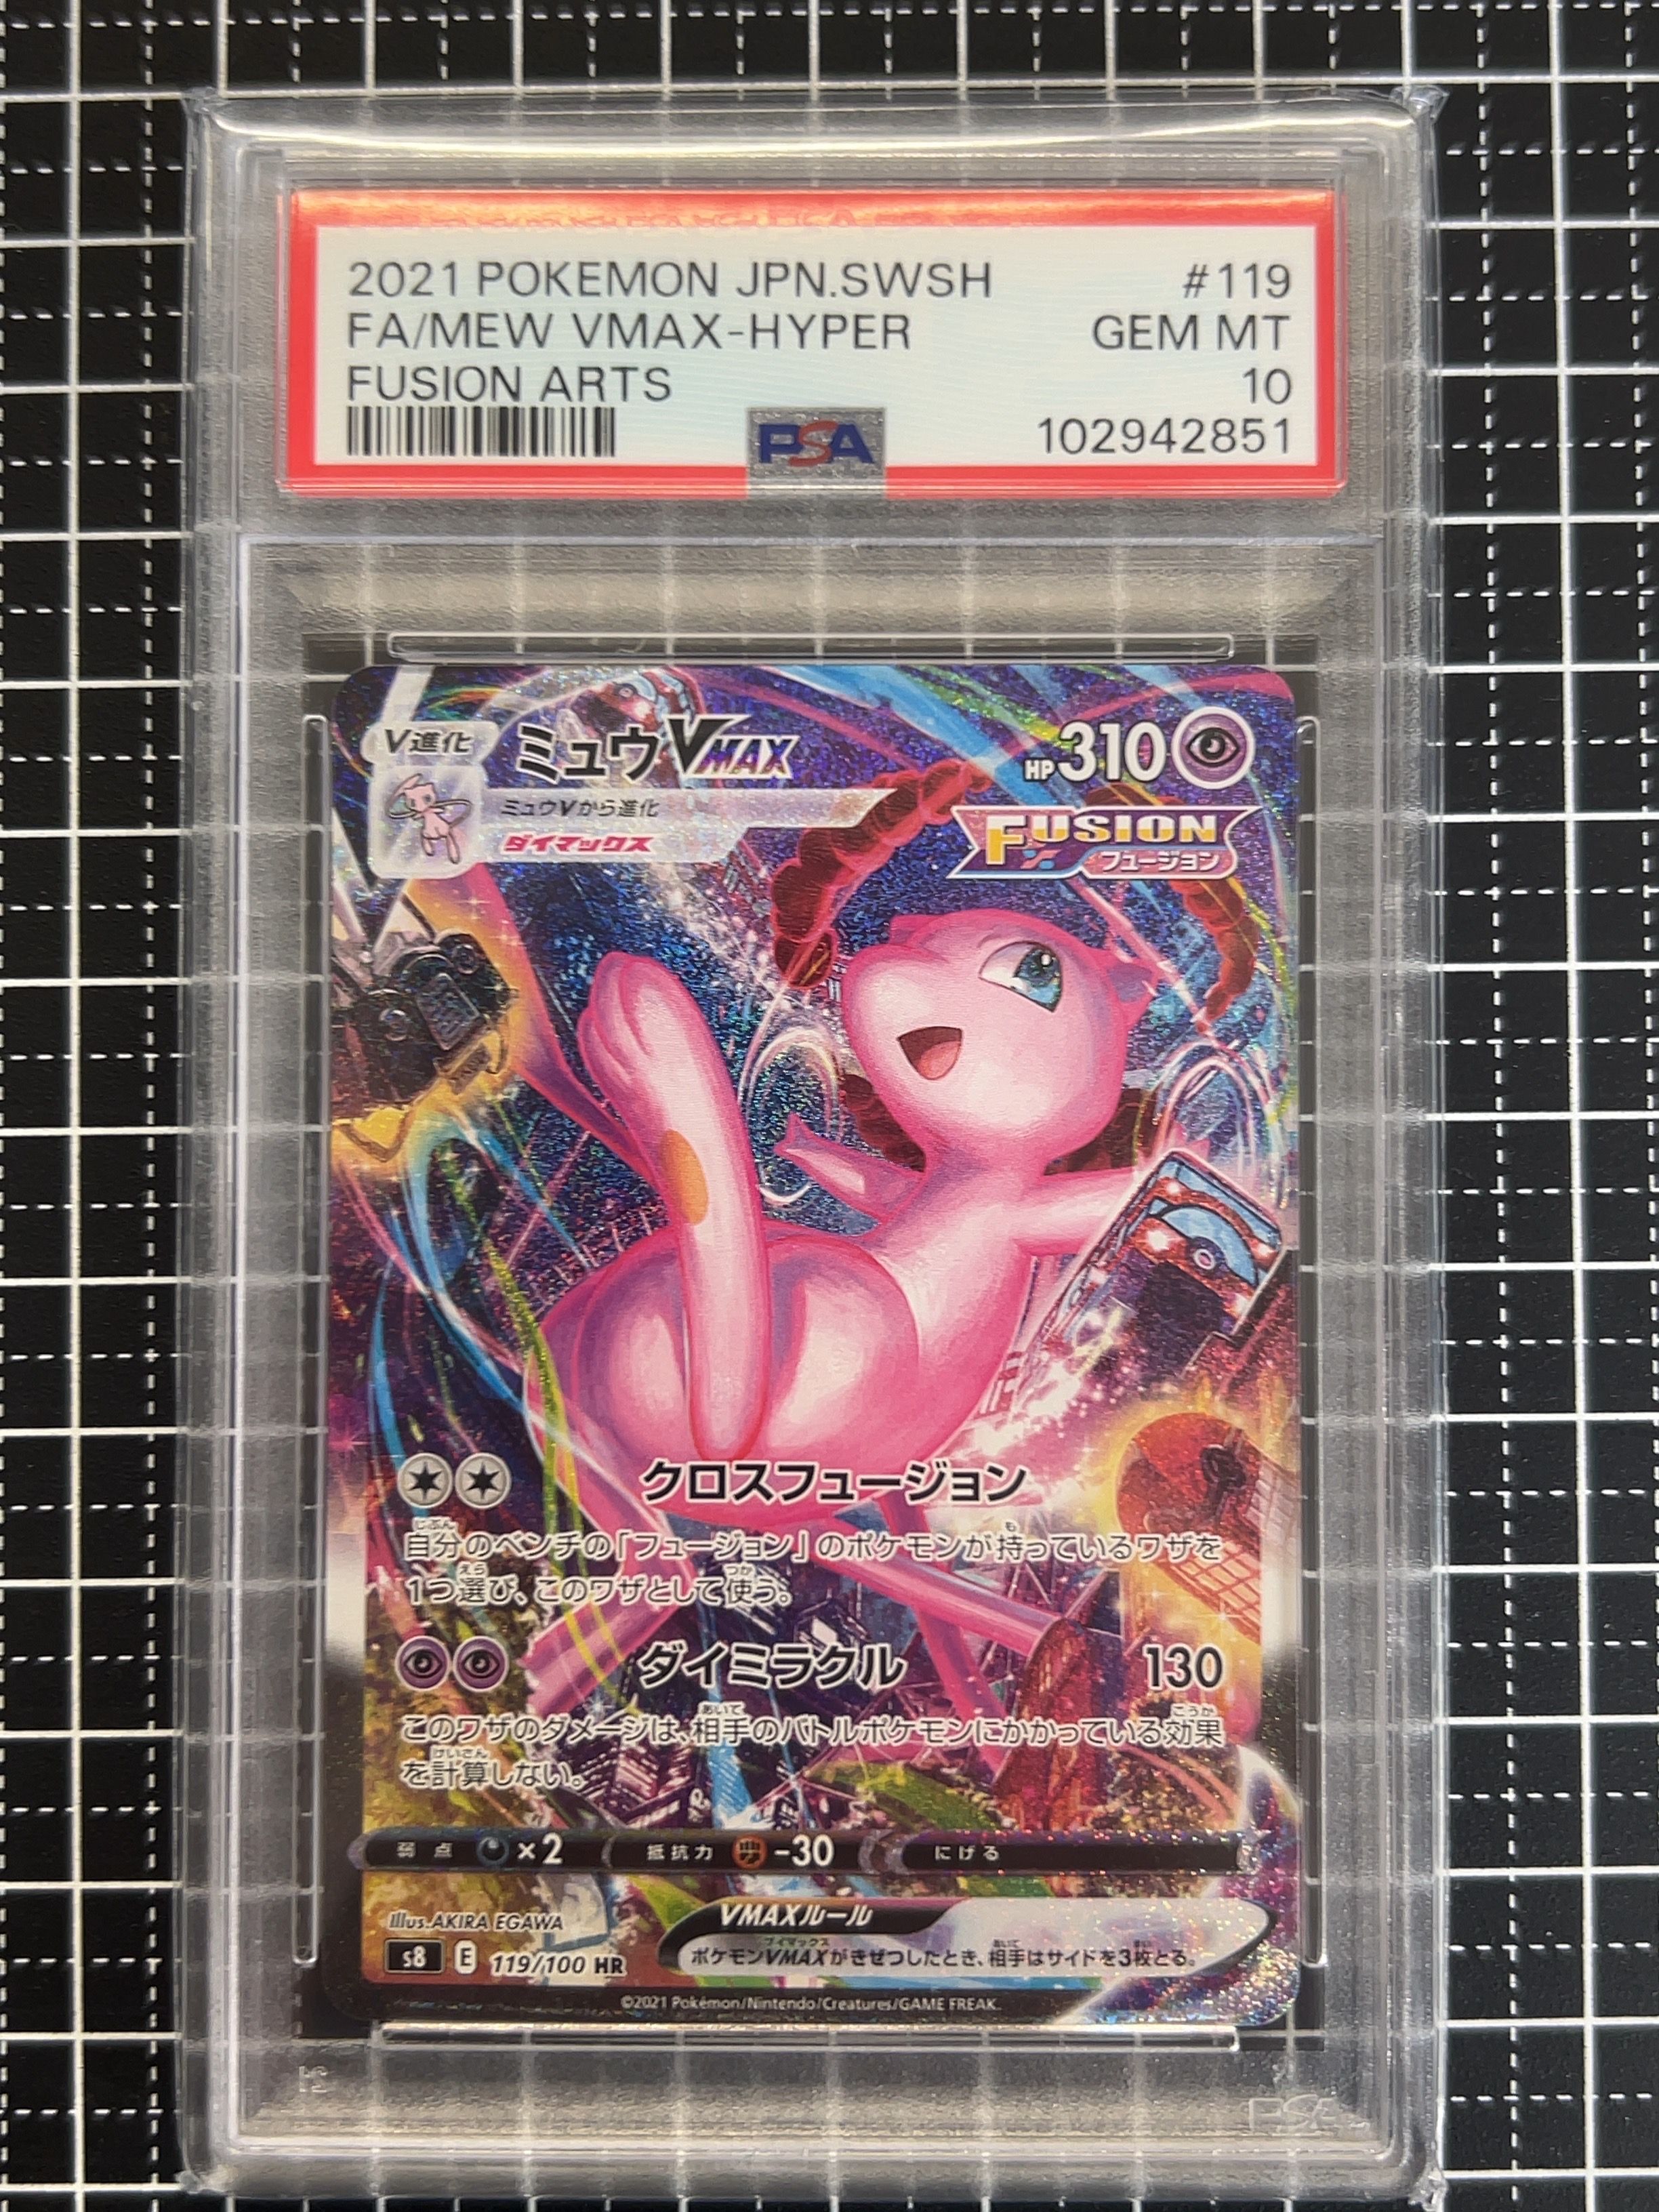 2021 POKEMON JPN.SWSH #119
FA/MEW VMAX-HYPER GEM MT
FUSION ARTS 10
PSA 102942851
V進化 ミュウVMAX HP310
ミュウVから進化
ダイマックス
FUSION
フュージョン
クロスフュージョン
自分のベンチの「フュージョン」のポケモンが持っているワザを
1つ選び、このワザとして使う。
ダイミラクル 130
このワザのダメージは、相手のバトルポケモンにかかっている効果
を計算しない。
弱点 ×2 抵抗力 -30 にげる
Illus.AKIRA EGAWA
VMAXルール
s8 E 119/100 HR
ポケモンVMAXがきぜつしたとき、相手はサイドを3枚とる。
©2021 Pokémon/Nintendo/Creatures/GAME FREAK.
PSA